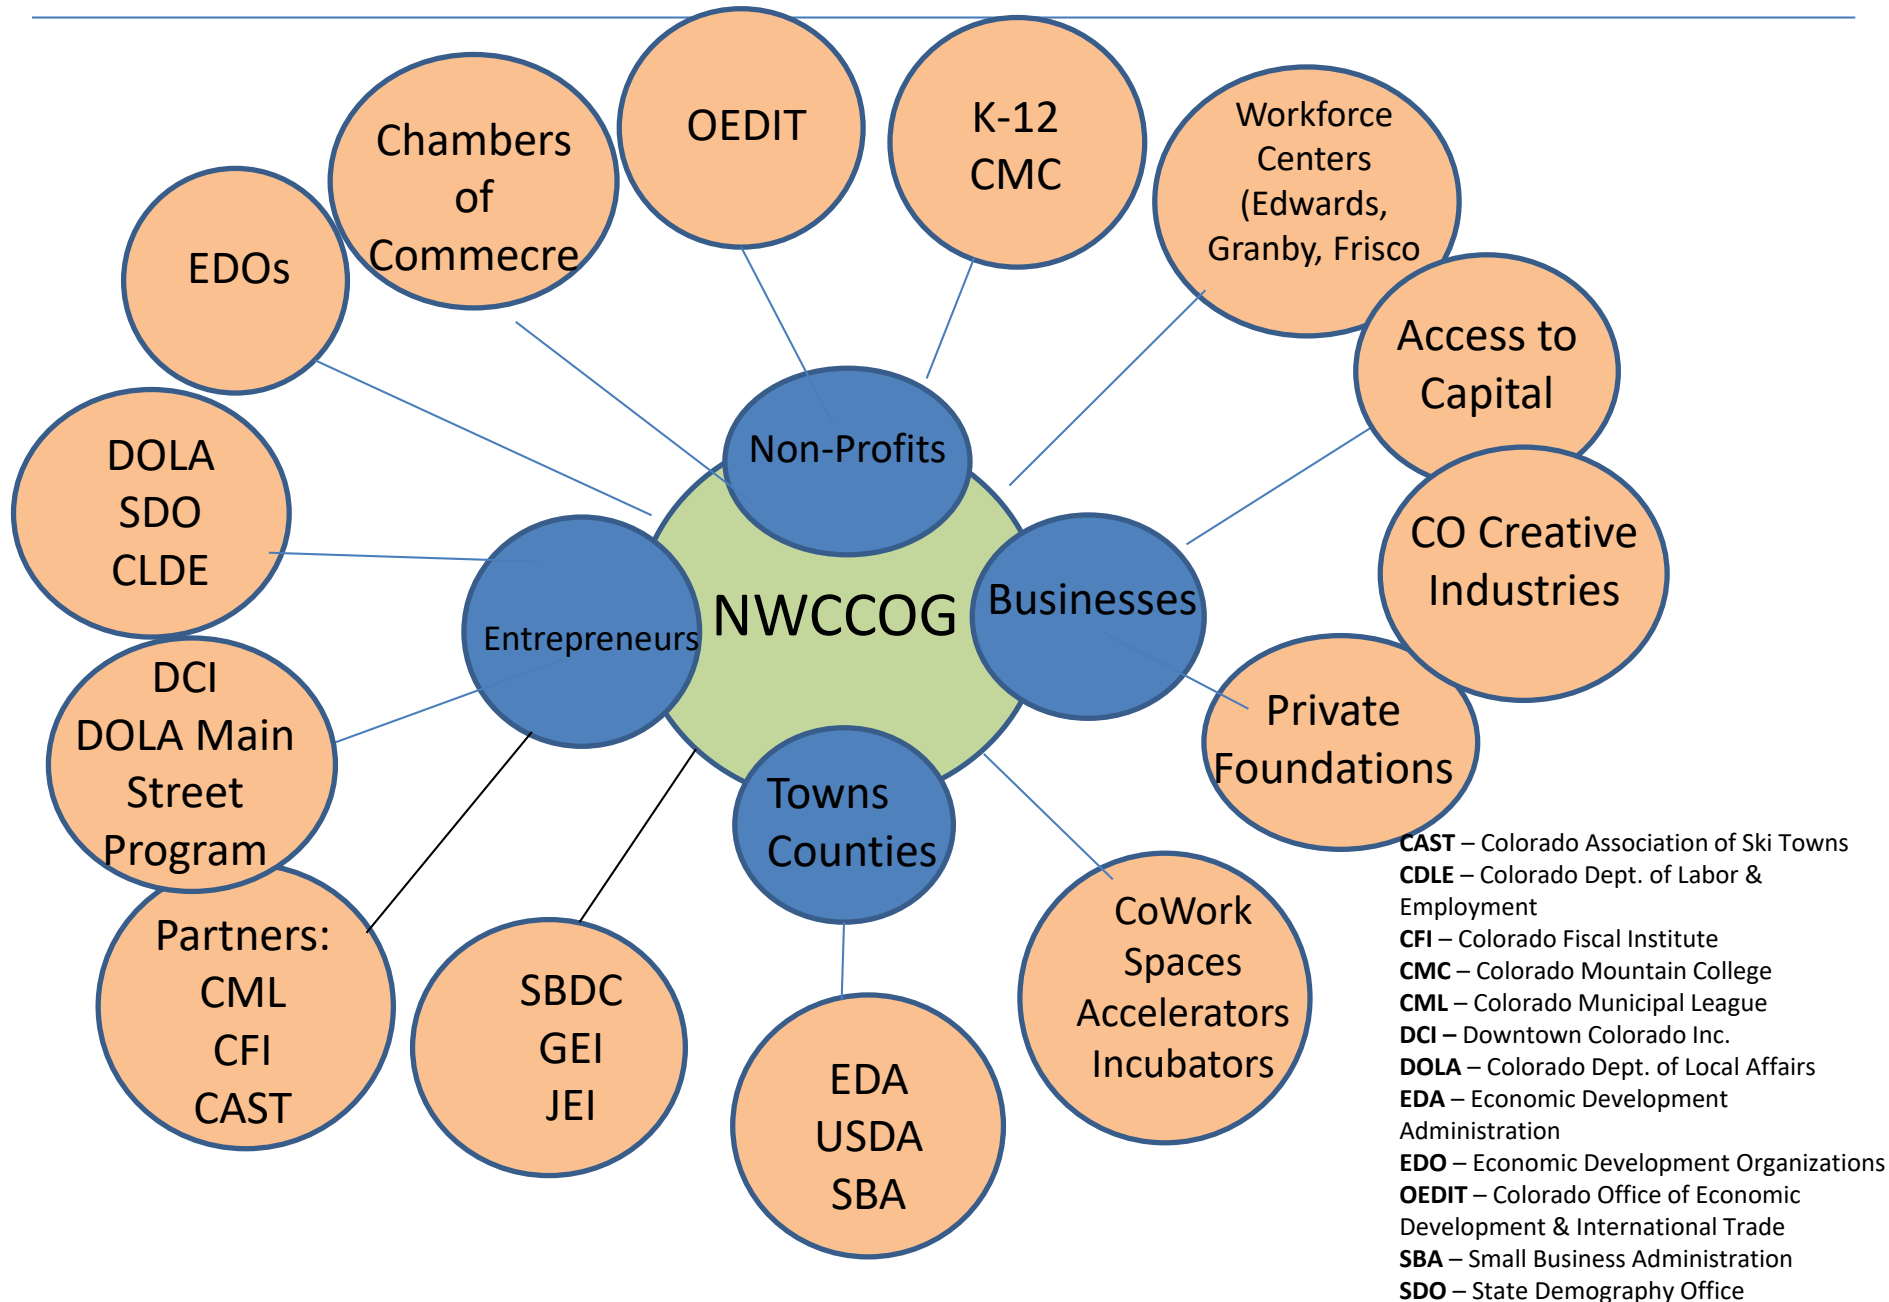 OEDIT
K-12
CMC
Chambers
of
Commecre
Workforce
Centers
(Edwards,
Granby, Frisco
EDOs
Access to
Capital
DOLA
SDO
CLDE
Non-Profits
CO Creative
Industries
Entrepreneurs
NWCCOG
Businesses
DCI
DOLA Main
Street
Program
Private
Foundations
Towns
Counties
Partners:
CML
CFI
CAST
SBDC
GEI
JEI
EDA
USDA
SBA
CoWork
Spaces
Accelerators
Incubators
CAST – Colorado Association of Ski Towns
CDLE – Colorado Dept. of Labor &
Employment
CFI – Colorado Fiscal Institute
CMC – Colorado Mountain College
CML – Colorado Municipal League
DCI – Downtown Colorado Inc.
DOLA – Colorado Dept. of Local Affairs
EDA – Economic Development
Administration
EDO – Economic Development Organizations
OEDIT – Colorado Office of Economic
Development & International Trade
SBA – Small Business Administration
SDO – State Demography Office